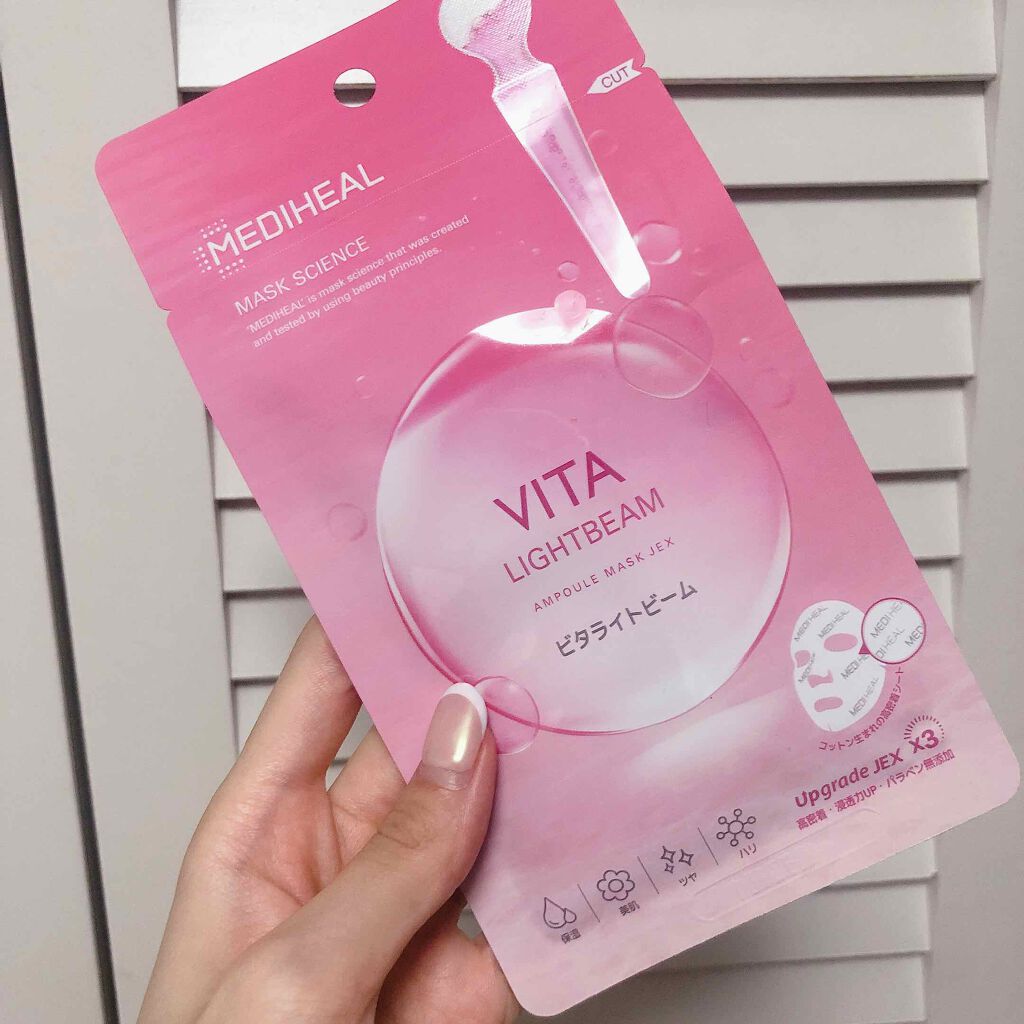 CUT
MEDIHEAL
MASK SCIENCE
'MEDIHEAL' is mask science that was created
and tested by using beauty principles.
VITA
LIGHTBEAM
AMPOULE MASK JEX
ビタライトビーム
MEDIHEAL
MEDIHEAL
MEDIHEAL
MEDIHEAL
コットン生まれの高密着シート
Upgrade JEX X3
高密着・浸透力UP・パラベン無添加
保湿
美肌
ツヤ
ハリ